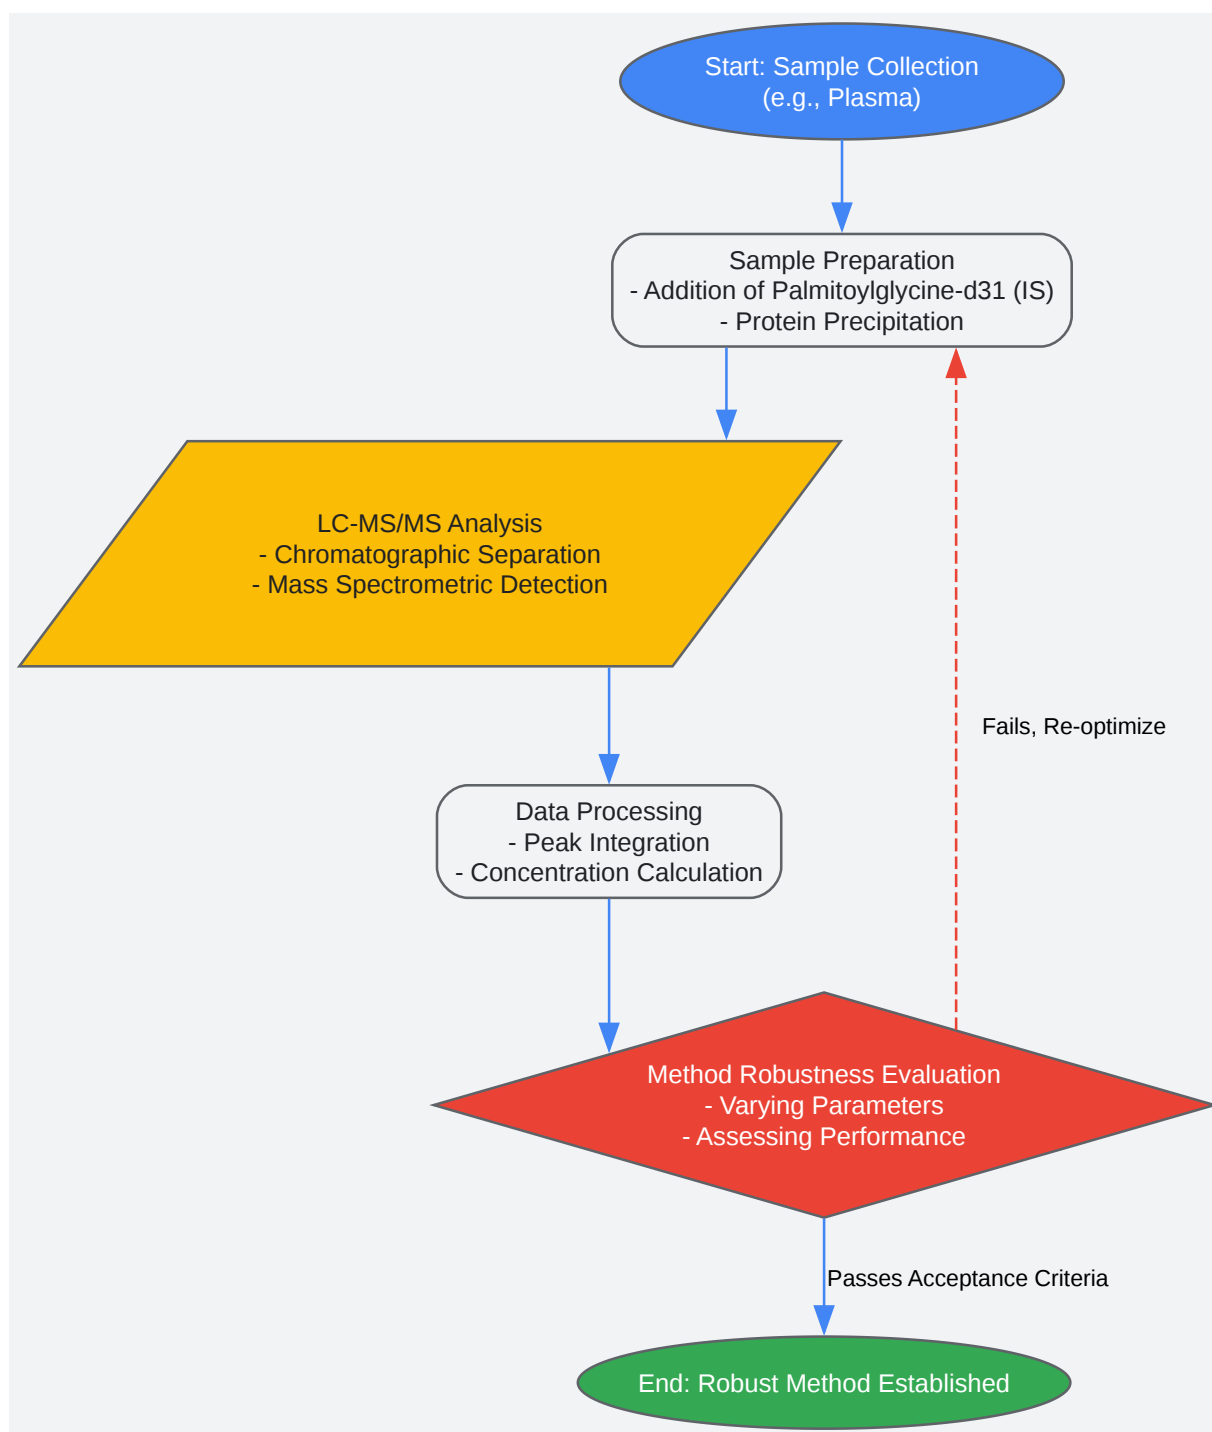 Start: Sample Collection
(e.g., Plasma)
Sample Preparation
- Addition of Palmitoylglycine-d31 (IS)
- Protein Precipitation
LC-MS/MS Analysis
- Chromatographic Separation
- Mass Spectrometric Detection
Fails, Re-optimize
Data Processing
- Peak Integration
- Concentration Calculation
Method Robustness Evaluation
- Varying Parameters
- Assessing Performance
Passes Acceptance Criteria
End: Robust Method Established